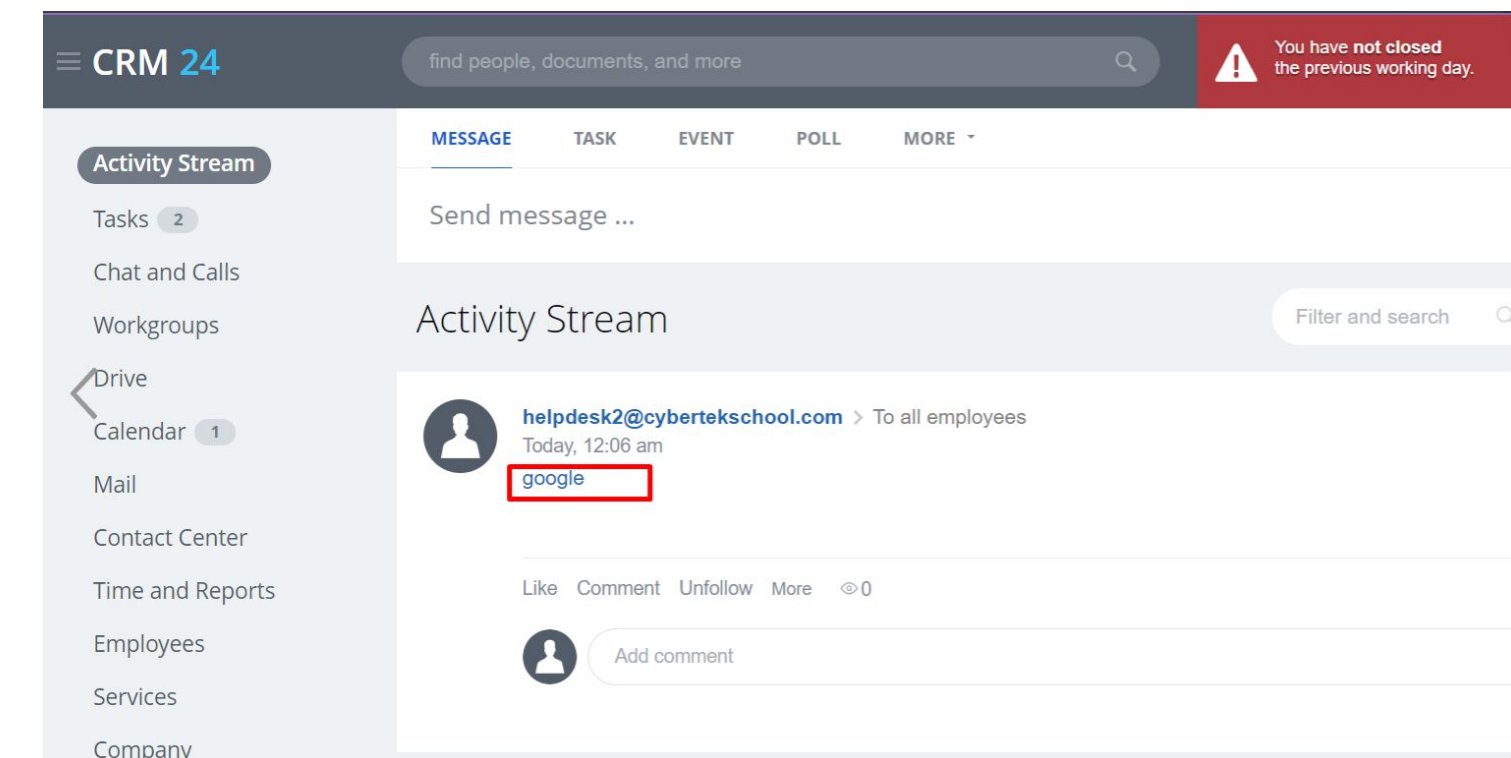 CRM 24
find people, documents, and more
You have not closed
the previous working day.
MESSAGE TASK EVENT POLL MORE
Send message ...
Activity Stream
Tasks 2
Chat and Calls
Workgroups
Drive
Calendar 1
Mail
Contact Center
Time and Reports
Employees
Services
Company
Activity Stream
Filter and search
helpdesk2@cybertekschool.com > To all employees
Today, 12:06 am
google
Like Comment Unfollow More 0
Add comment